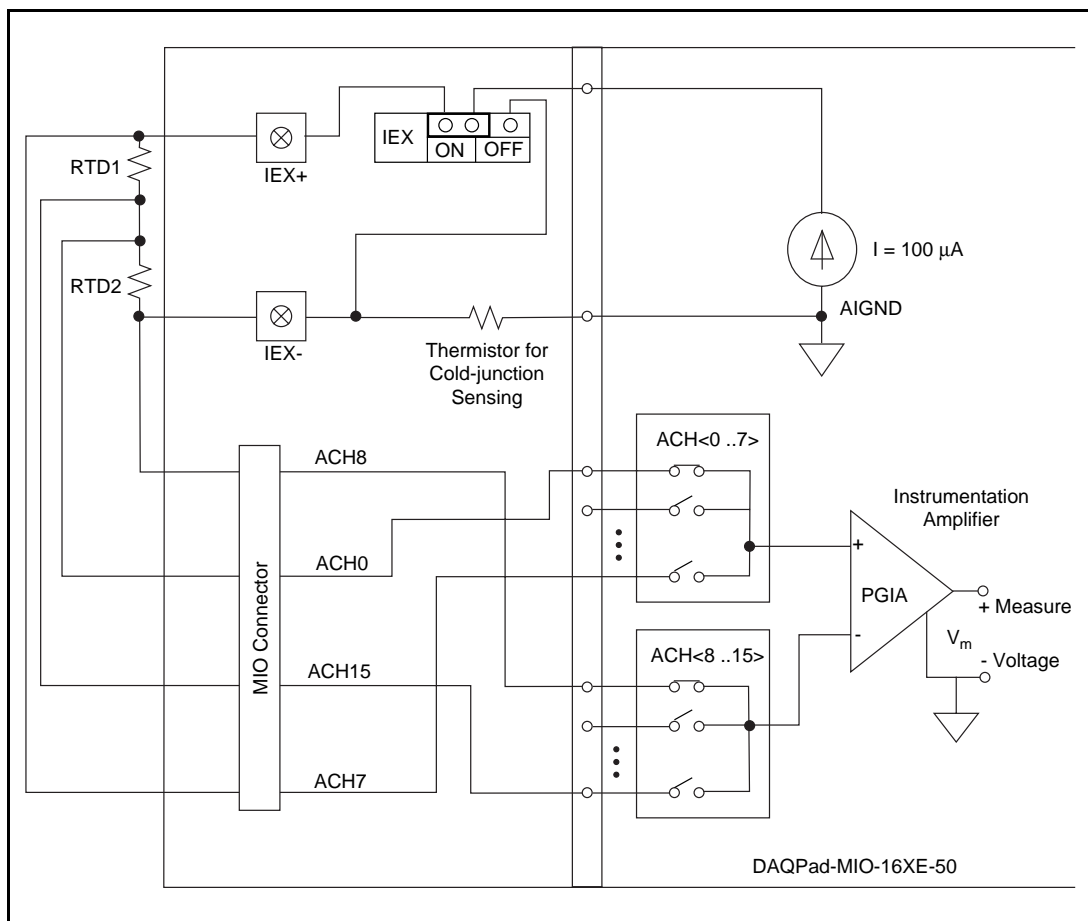 IEX
ON
OFF
IEX+
RTD1
RTD2
I = 100 μA
AIGND
IEX-
Thermistor for
Cold-junction
Sensing
MIO Connector
ACH8
ACH0
ACH15
ACH7
ACH<0 ..7>
ACH<8 ..15>
Instrumentation
Amplifier
+
-
PGIA
+ Measure
Vm
- Voltage
DAQPad-MIO-16XE-50